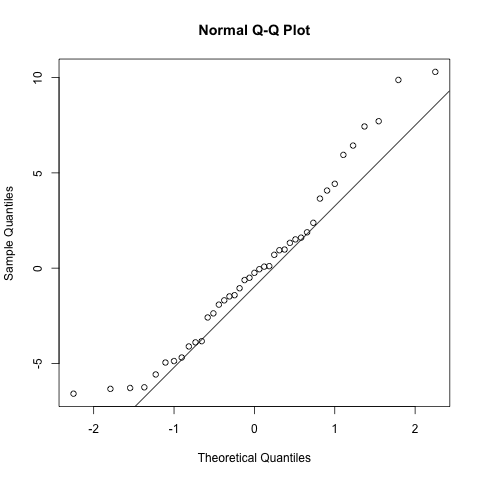 Normal Q-Q Plot
10
5
0
-5
Sample Quantiles
-2 -1 0 1 2
Theoretical Quantiles